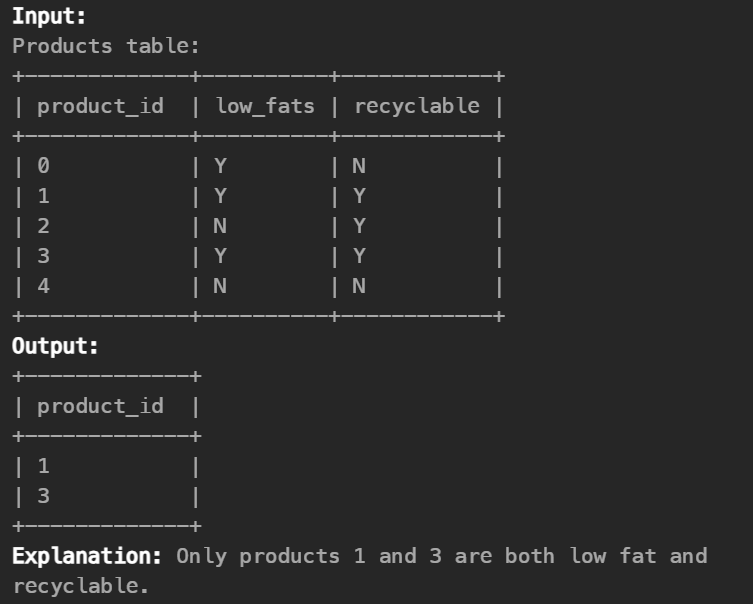 Input:
Products table:
+-------------+----------+------------+
| product_id  | low_fats | recyclable |
+-------------+----------+------------+
| 0           | Y        | N          |
| 1           | Y        | Y          |
| 2           | N        | Y          |
| 3           | Y        | Y          |
| 4           | N        | N          |
+-------------+----------+------------+
Output:
+-------------+
| product_id  |
+-------------+
| 1           |
| 3           |
+-------------+
Explanation: Only products 1 and 3 are both low fat and
recyclable.